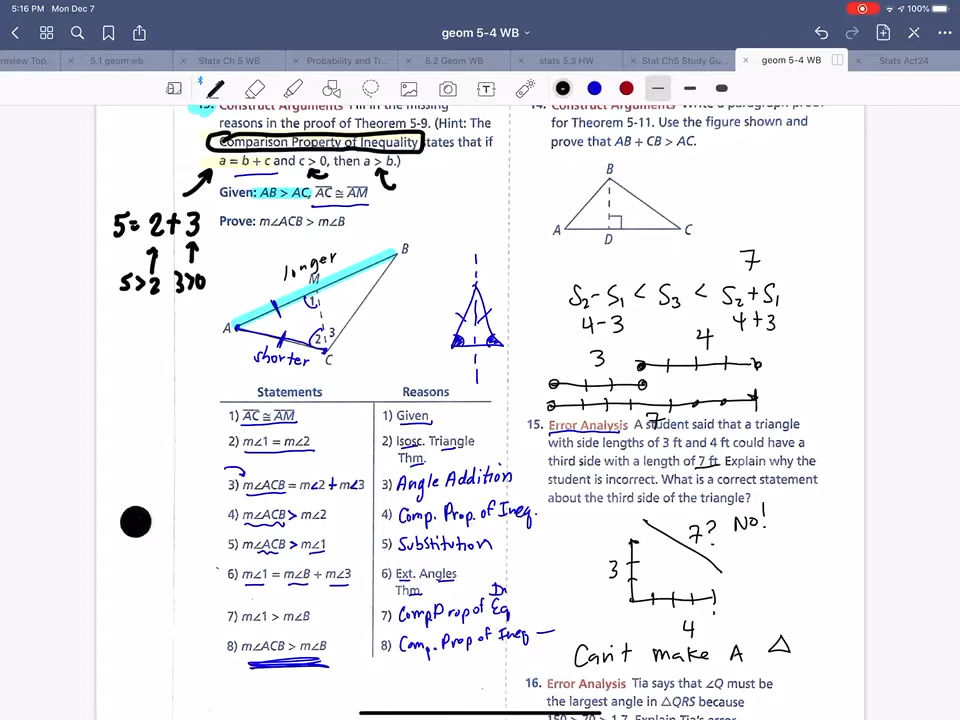 5:16 PM Mon Dec 7
100%
geom 5-4 WB
review Top...
5.1 geom wb
Stats Ch 5 WB
Probability and Tr...
5.2 Geom WB
stats 5.3 HW
Stat Ch5 Study Gu...
geom 5-4 WB
Stats Act24
13. Construct Arguments Fill in the missing
reasons in the proof of Theorem 5-9. (Hint: The
Comparison Property of Inequality states that if
a = b + c and c > 0, then a > b.)
Given: AB > AC, AC ≅ AM
Prove: m∠ACB > m∠B
5 = 2 + 3
5 > 2 3 > 0
longer
shorter
A
B
C
M
1
2
3
Statements Reasons
1) AC ≅ AM 1) Given
2) m∠1 = m∠2 2) Isosc. Triangle
Thm.
3) m∠ACB = m∠2 + m∠3 3) Angle Addition
4) m∠ACB > m∠2 4) Comp. Prop. of Ineq.
5) m∠ACB > m∠1 5) Substitution
6) m∠1 = m∠B + m∠3 6) Ext. Angles
Thm
In
7) m∠1 > m∠B 7) Comp Prop of Eq
8) m∠ACB > m∠B 8) Comp. Prop of Ineq
14. Construct Arguments Write a paragraph proof
for Theorem 5-11. Use the figure shown and
prove that AB + CB > AC.
B
A
D
C
7
S2 - S1 < S3 < S2 + S1
4 - 3 4 + 3
3
4
7
15. Error Analysis A student said that a triangle
with side lengths of 3 ft and 4 ft could have a
third side with a length of 7 ft. Explain why the
student is incorrect. What is a correct statement
about the third side of the triangle?
7? No!
3
4
Can't make A △
16. Error Analysis Tia says that ∠Q must be
the largest angle in △QRS because
150 > 70 > 1.7. Explain Tia's error.